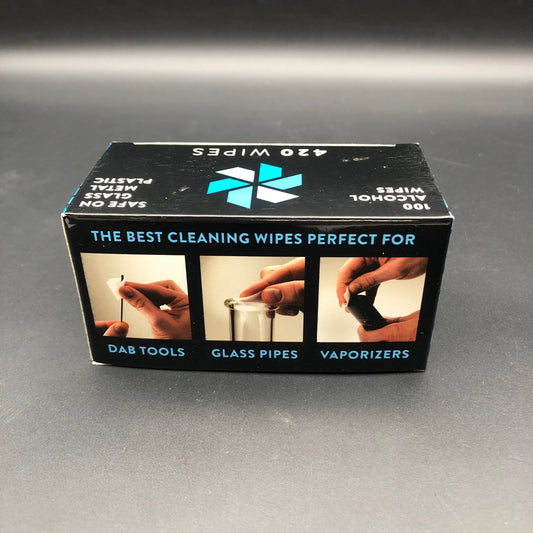 420 WIPES
100
ALCOHOL
WIPES
SAFE ON
GLASS
METAL
PLASTIC
THE BEST CLEANING WIPES PERFECT FOR
DAB TOOLS
GLASS PIPES
VAPORIZERS